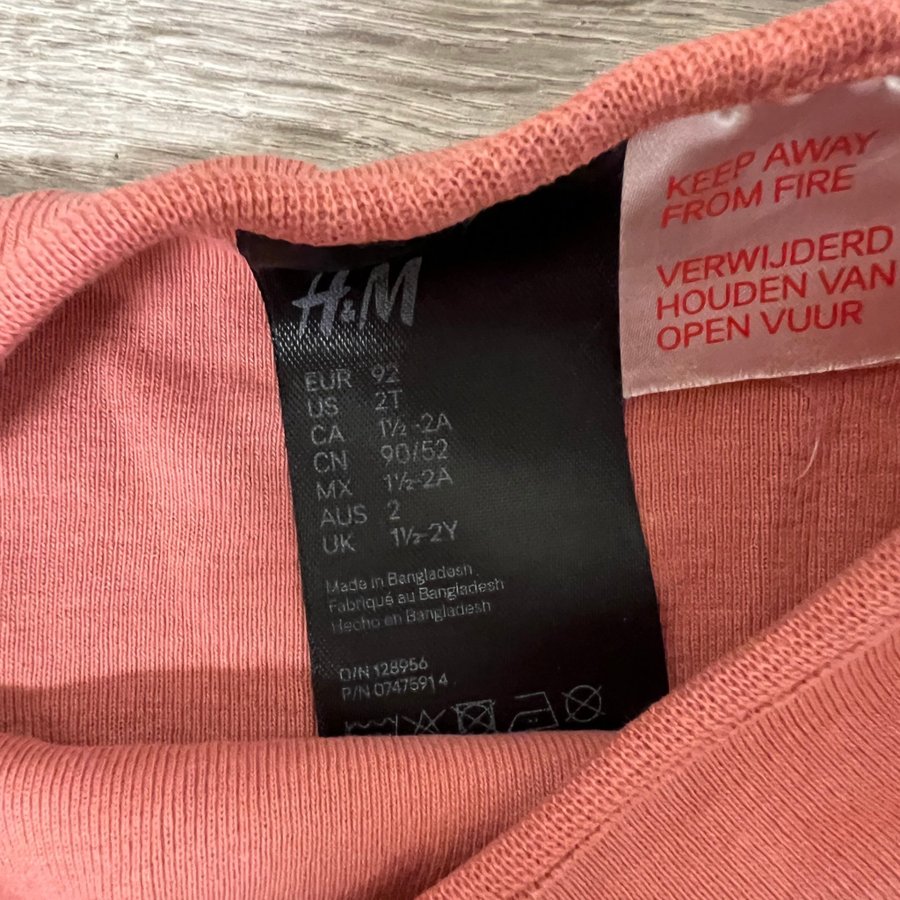 H&M
EUR 92
US 2T
CA 1½-2A
CN 90/52
MX 1½-2A
AUS 2
UK 1½-2Y
Made in Bangladesh
Fabriqué au Bangladesh
Hecho en Bangladesh
O/N 128956
P/N 07475914
KEEP AWAY
FROM FIRE
VERWIJDERD
HOUDEN VAN
OPEN VUUR